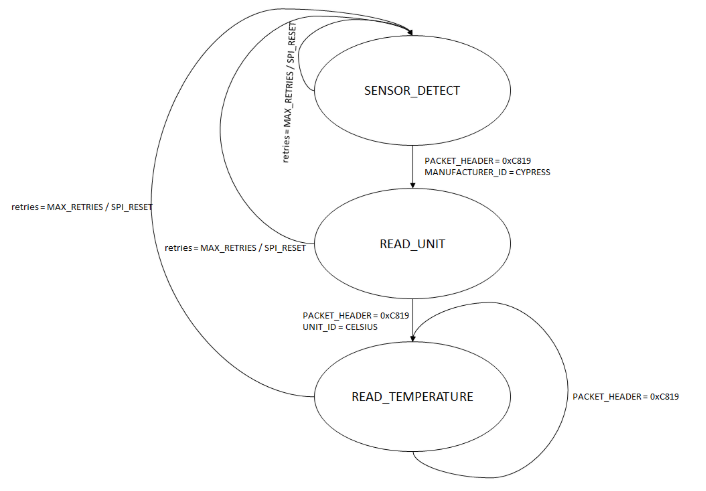 retries = MAX_RETRIES / SPI_RESET
SENSOR_DETECT
PACKET_HEADER = 0xC819
MANUFACTURER_ID = CYPRESS
retries = MAX_RETRIES / SPI_RESET
READ_UNIT
retries = MAX_RETRIES / SPI_RESET
PACKET_HEADER = 0xC819
UNIT_ID = CELSIUS
READ_TEMPERATURE
PACKET_HEADER = 0xC819